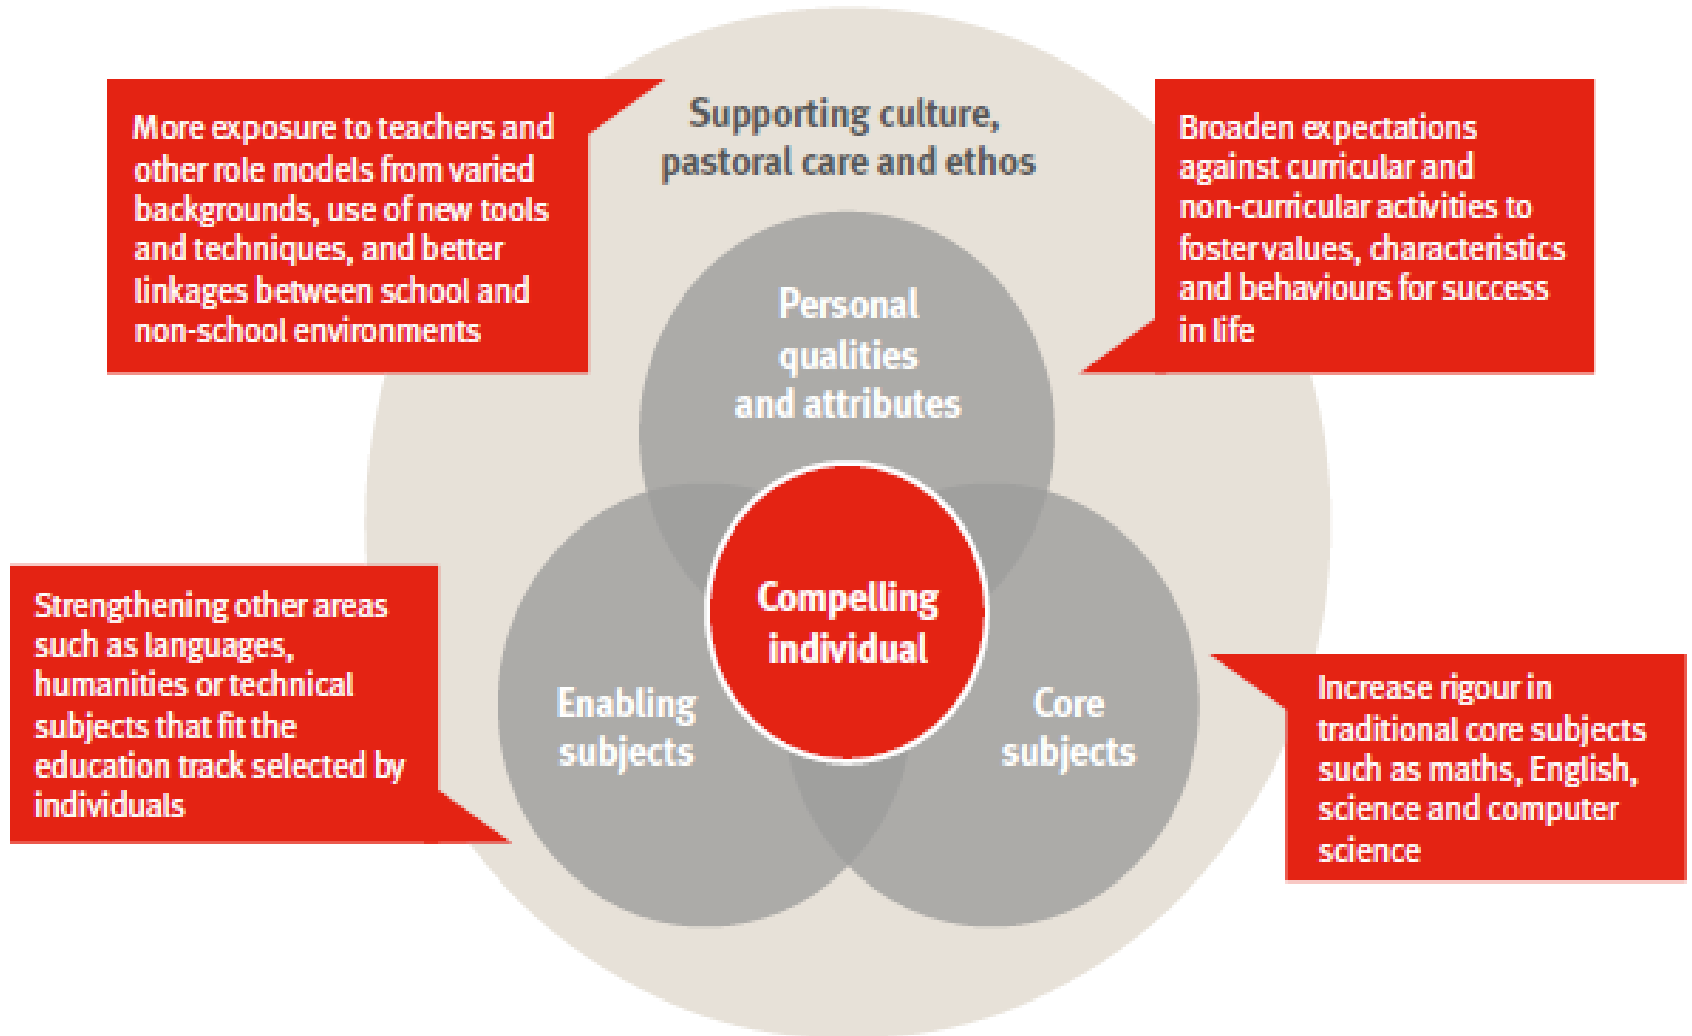 More exposure to teachers and
other role models from varied
backgrounds, use of new tools
and techniques, and better
linkages between school and
non-school environments
Supporting culture,
pastoral care and ethos
Broaden expectations
against curricular and
non-curricular activities to
foster values, characteristics
and behaviours for success
in life
Personal
qualities
and attributes
Compelling
individual
Strengthening other areas
such as languages,
humanities or technical
subjects that fit the
education track selected by
individuals
Enabling
subjects
Core
subjects
Increase rigour in
traditional core subjects
such as maths, English,
science and computer
science